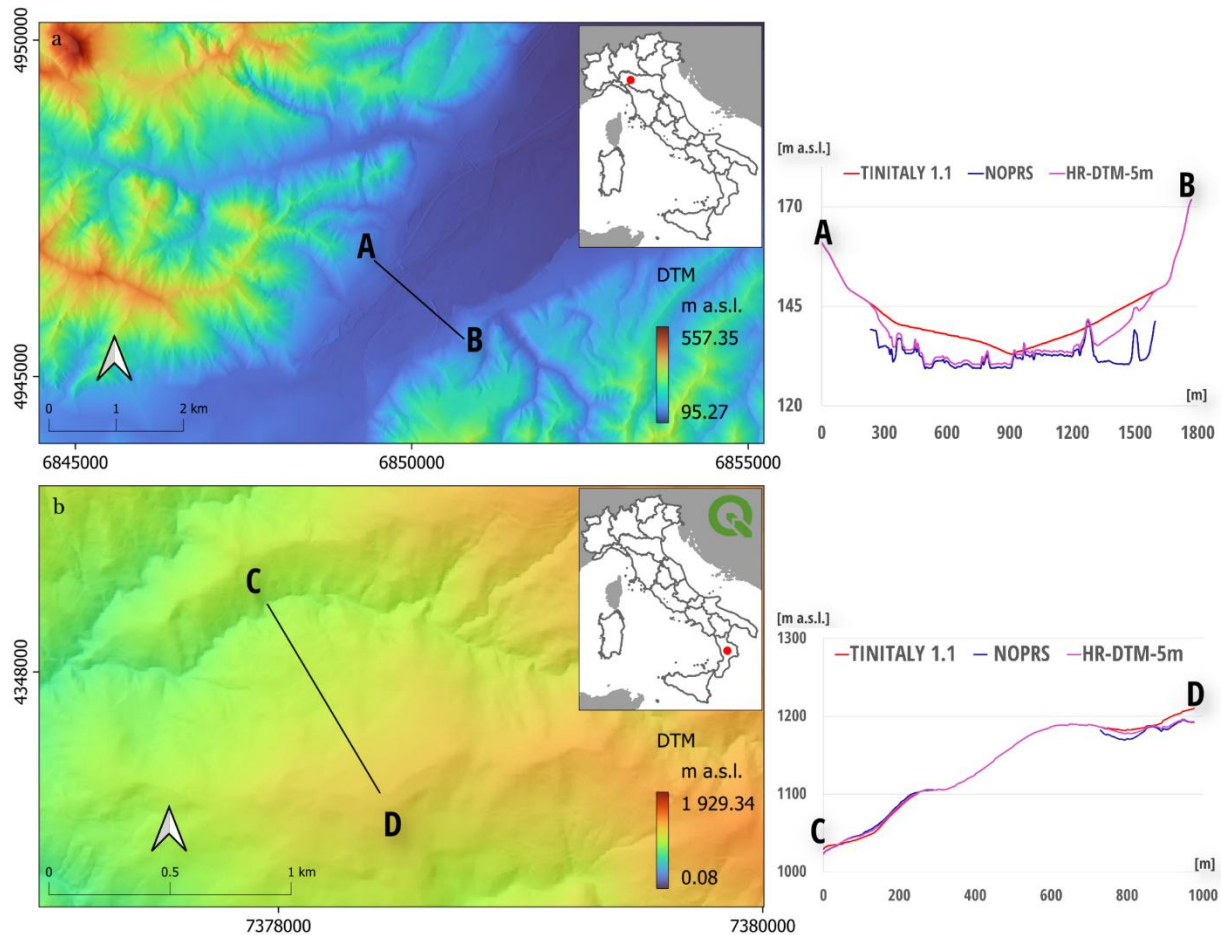 a
4950000
4945000
A
B
DTM
m a.s.l.
557.35
95.27
0 1 2 km
6845000 6850000 6855000
[m a.s.l.]
TINITALY 1.1 NOPRS HR-DTM-5m
170
145
120
A
B
[m]
0 300 600 900 1200 1500 1800
b
4348000
C
D
DTM
m a.s.l.
1 929.34
0.08
0 0.5 1 km
7378000 7380000
[m a.s.l.]
1300
TINITALY 1.1 NOPRS HR-DTM-5m
1200
1100
1000
C
D
[m]
0 200 400 600 800 1000